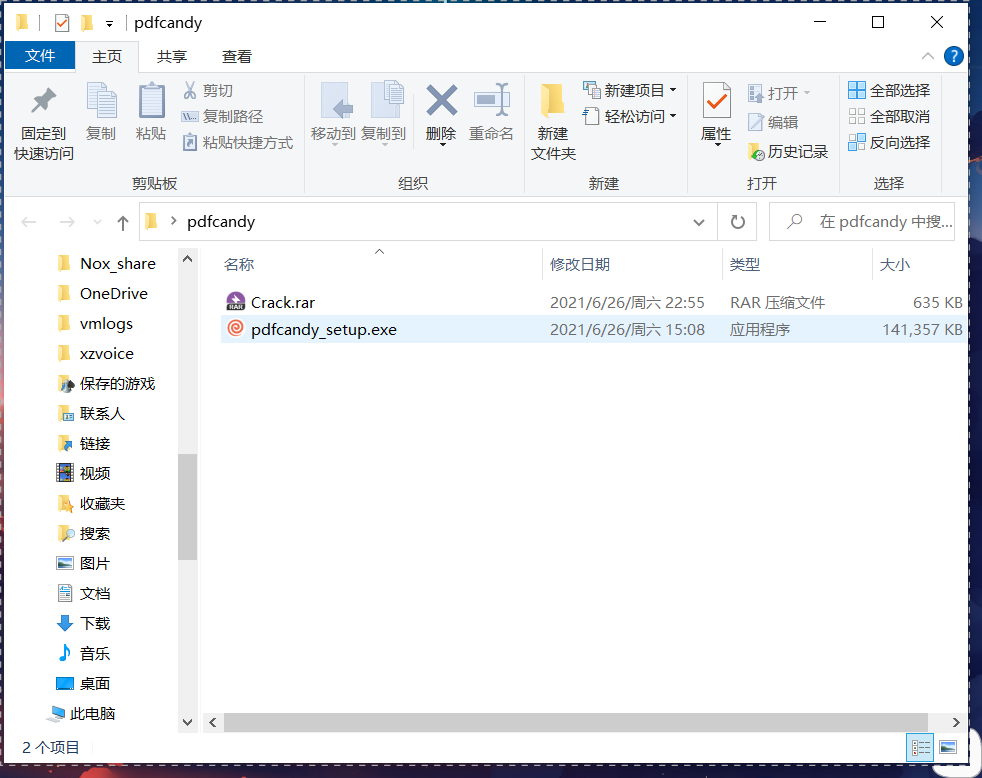 pdfcandy
文件 主页 共享 查看
固定到快速访问
复制
粘贴
剪切
复制路径
粘贴快捷方式
剪贴板
移动到 复制到 删除 重命名
组织
新建文件夹
新建项目
轻松访问
新建
属性
打开
编辑
历史记录
打开
全部选择
全部取消
反向选择
选择
pdfcandy
在 pdfcandy 中搜...
名称 修改日期 类型 大小
Crack.rar 2021/6/26/周六 22:55 RAR 压缩文件 635 KB
pdfcandy_setup.exe 2021/6/26/周六 15:08 应用程序 141,357 KB
Nox_share
OneDrive
vmlogs
xzvoice
保存的游戏
联系人
链接
视频
收藏夹
搜索
图片
文档
下载
音乐
桌面
此电脑
2 个项目